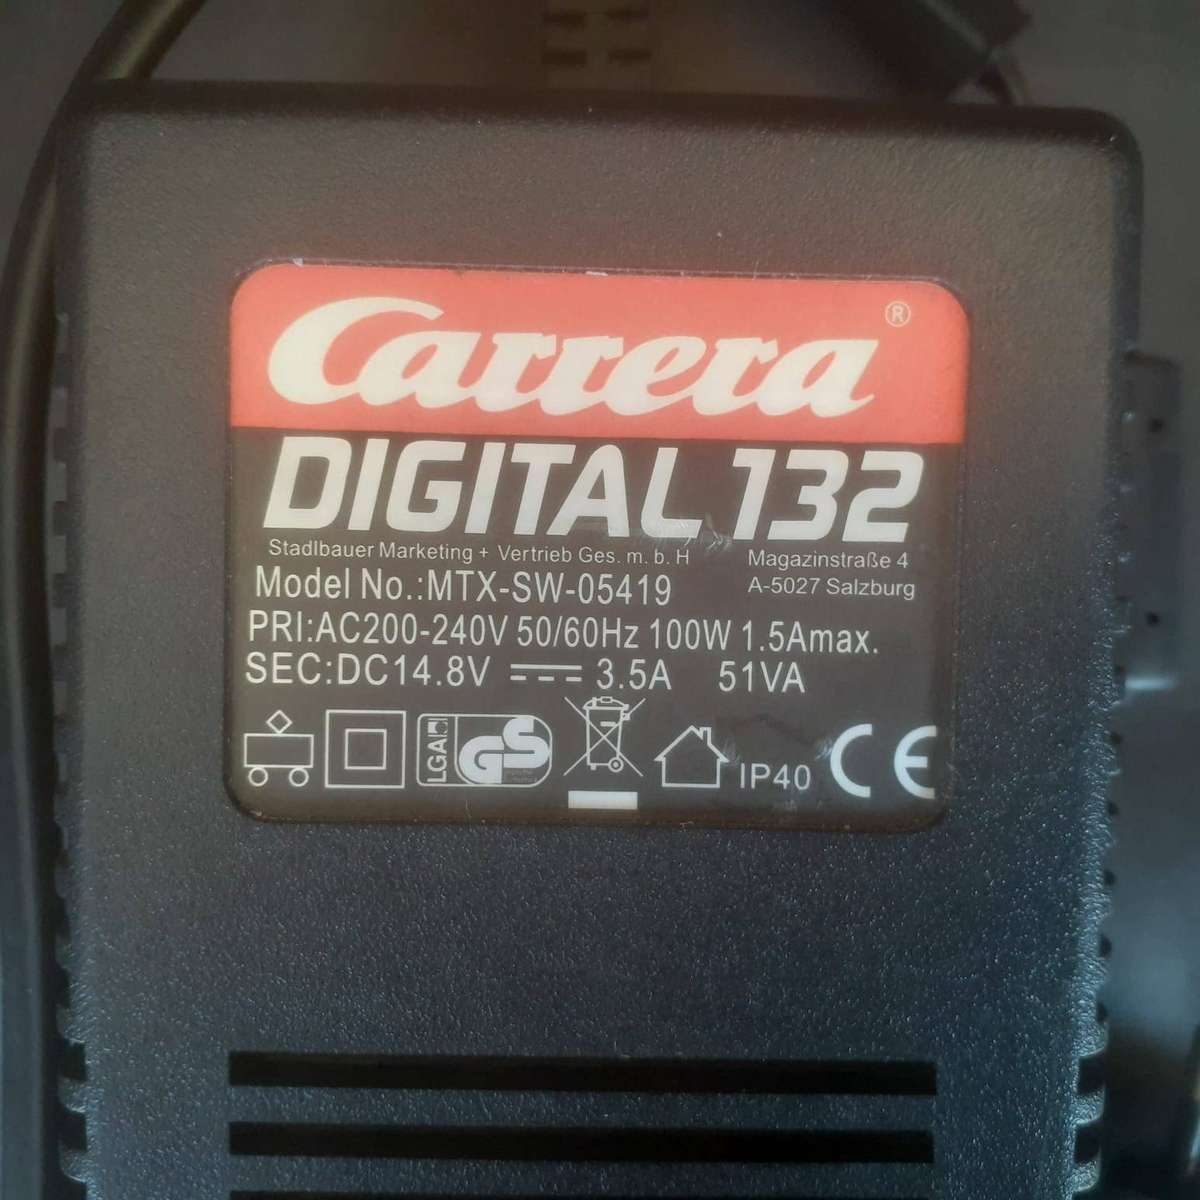 Carrera ®
DIGITAL 132
Stadlbauer Marketing + Vertrieb Ges. m. b. H Magazinstraße 4
A-5027 Salzburg
Model No.:MTX-SW-05419
PRI:AC200-240V 50/60Hz 100W 1.5Amax.
SEC:DC14.8V 3.5A 51VA
LGA GS IP40 CE